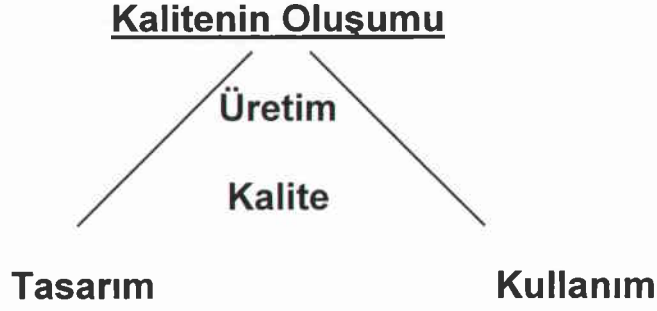 Kalitenin Oluşumu
Üretim
Kalite
Tasarım
Kullanım